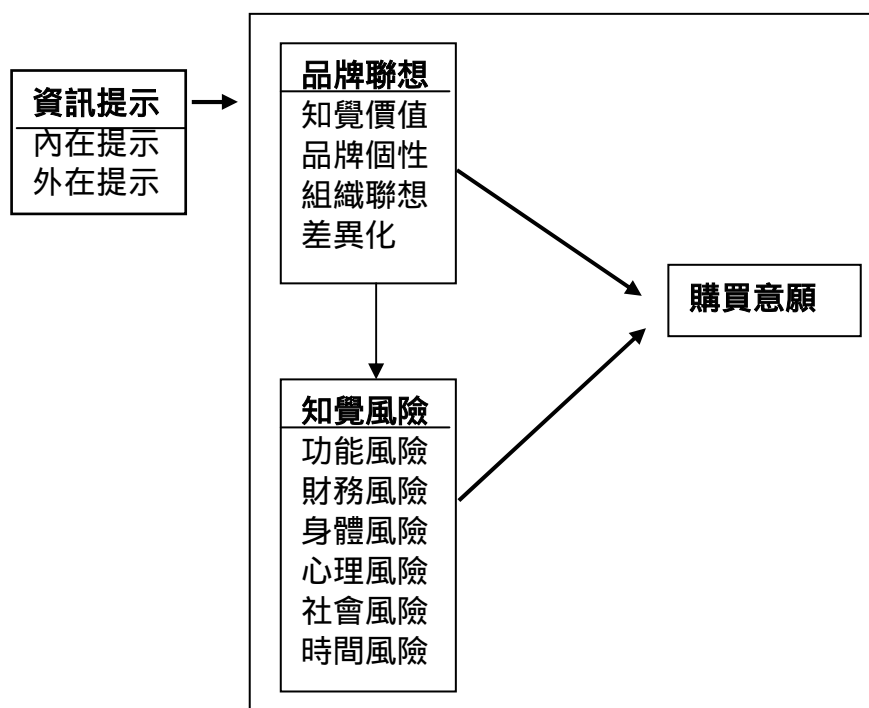 資訊提示
內在提示
外在提示
品牌聯想
知覺價值
品牌個性
組織聯想
差異化
購買意願
知覺風險
功能風險
財務風險
身體風險
心理風險
社會風險
時間風險